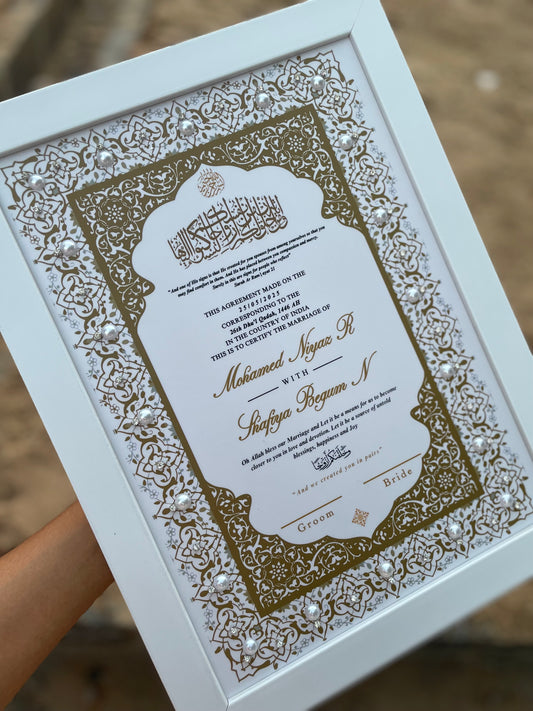 " And one of His signs is that He created for you spouses from among yourselves so that you
may find comfort in them. And He has placed between you compassion and mercy.
Surely in this are signs for people who reflect"
Surah Ar Rum | ayat 21
THIS AGREEMENT MADE ON THE
25/05/2025
CORRESPONDING TO THE
26th Dhu'l Qadah, 1446 AH
IN THE COUNTRY OF INDIA
THIS IS TO CERTIFY THE MARRIAGE OF
Mohamed Niyaz R
WITH
Shafiya Begum N
Oh Allah bless our Marriage and Let it be a means for us to become
closer to you in love and devotion. Let it be a source of untold
blessings, happiness and Joy
"And we created you in pairs"
Groom
Bride